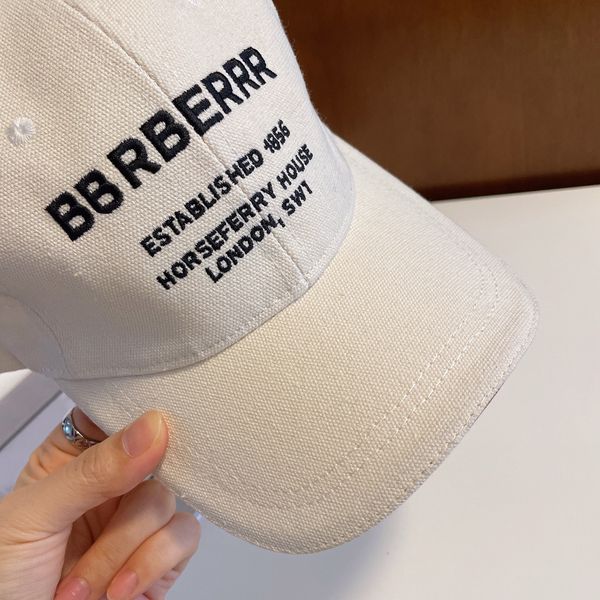 BBRBERRR
ESTABLISHED 1856
HORSEFERRY HOUSE
LONDON, SW1